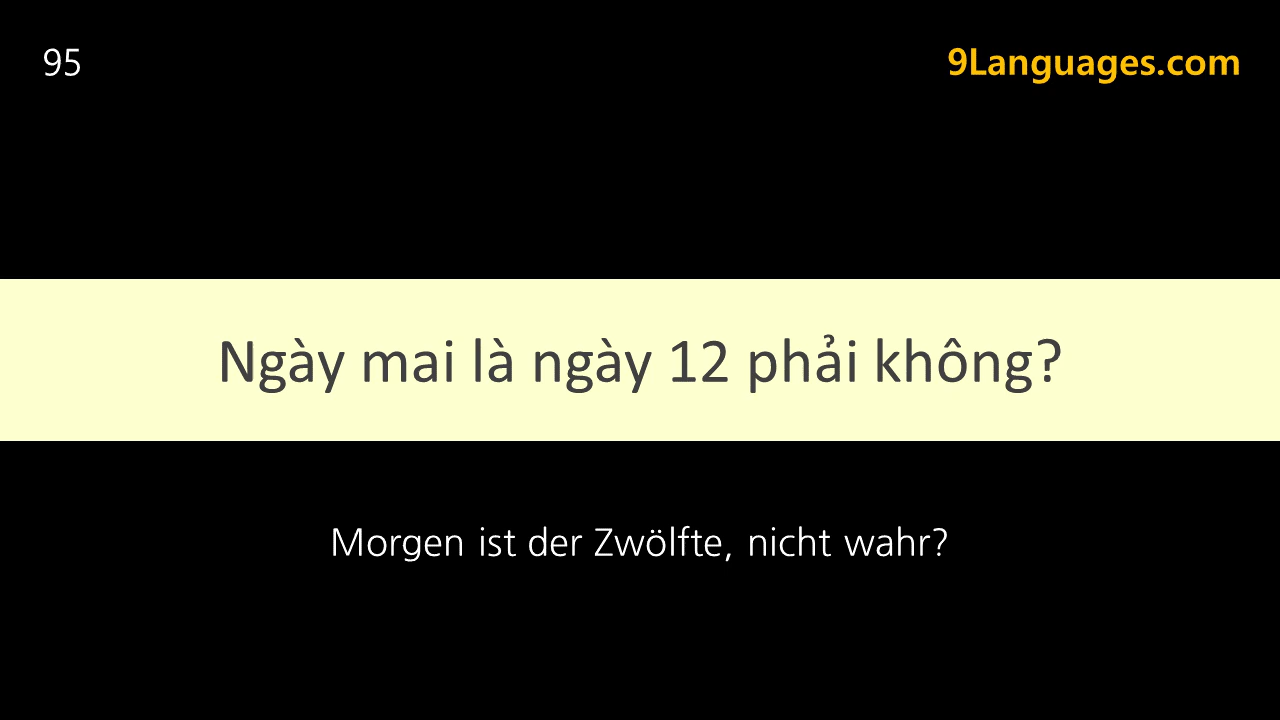 95
9Languages.com
Ngày mai là ngày 12 phải không?
Morgen ist der Zwölfte, nicht wahr?